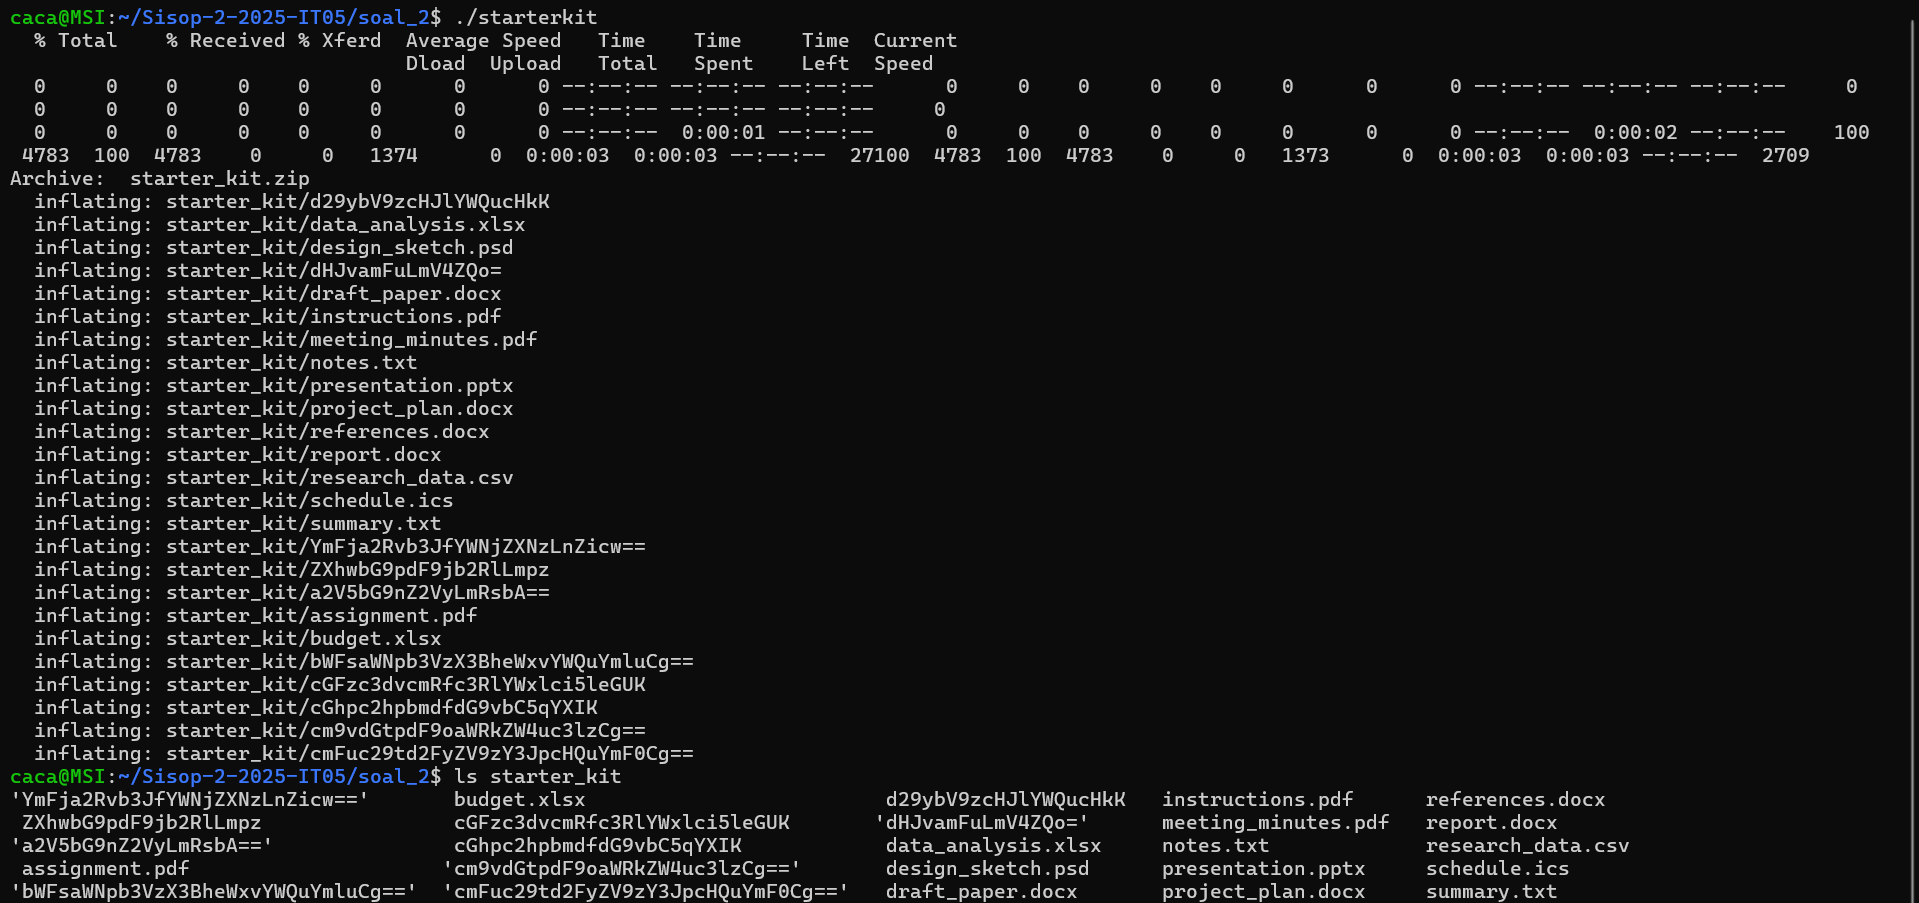 caca@MSI:~/Sisop-2-2025-IT05/soal_2$ ./starterkit
  % Total    % Received % Xferd  Average Speed   Time    Time     Time  Current
                                 Dload  Upload   Total   Spent    Left  Speed
  0     0    0     0    0     0      0      0 --:--:-- --:--:-- --:--:--      0     0    0     0    0     0      0      0 --:--:-- --:--:-- --:--:--     0
  0     0    0     0    0     0      0      0 --:--:-- --:--:-- --:--:--     0
  0     0    0     0    0     0      0      0 --:--:--  0:00:01 --:--:--      0     0    0     0    0     0      0      0 --:--:--  0:00:02 --:--:--    100
 4783  100  4783    0     0   1374      0  0:00:03  0:00:03 --:--:--  27100  4783  100  4783    0     0   1373      0  0:00:03  0:00:03 --:--:--  2709
Archive:  starter_kit.zip
  inflating: starter_kit/d29ybV9zcHJlYWQucHkK
  inflating: starter_kit/data_analysis.xlsx
  inflating: starter_kit/design_sketch.psd
  inflating: starter_kit/dHJvamFuLmV4ZQo=
  inflating: starter_kit/draft_paper.docx
  inflating: starter_kit/instructions.pdf
  inflating: starter_kit/meeting_minutes.pdf
  inflating: starter_kit/notes.txt
  inflating: starter_kit/presentation.pptx
  inflating: starter_kit/project_plan.docx
  inflating: starter_kit/references.docx
  inflating: starter_kit/report.docx
  inflating: starter_kit/research_data.csv
  inflating: starter_kit/schedule.ics
  inflating: starter_kit/summary.txt
  inflating: starter_kit/YmFja2Rvb3JfYWNjZXNzLnZicw==
  inflating: starter_kit/ZXhwbG9pdF9jb2RlLmpz
  inflating: starter_kit/a2V5bG9nZ2VyLmRsbA==
  inflating: starter_kit/assignment.pdf
  inflating: starter_kit/budget.xlsx
  inflating: starter_kit/bWFsaWNpb3VzX3BheWxvYWQuYmluCg==
  inflating: starter_kit/cGFzc3dvcmRfc3RlYWxlci5leGUK
  inflating: starter_kit/cGhpc2hpbmdfdG9vbC5qYXIK
  inflating: starter_kit/cm9vdGtpdF9oaWRkZW4uc3lzCg==
  inflating: starter_kit/cmFuc29td2FyZV9zY3JpcHQuYmF0Cg==
caca@MSI:~/Sisop-2-2025-IT05/soal_2$ ls starter_kit
'YmFja2Rvb3JfYWNjZXNzLnZicw=='       budget.xlsx                         d29ybV9zcHJlYWQucHkK   instructions.pdf      references.docx
 ZXhwbG9pdF9jb2RlLmpz                cGFzc3dvcmRfc3RlYWxlci5leGUK       'dHJvamFuLmV4ZQo='      meeting_minutes.pdf   report.docx
'a2V5bG9nZ2VyLmRsbA=='               cGhpc2hpbmdfdG9vbC5qYXIK            data_analysis.xlsx     notes.txt             research_data.csv
 assignment.pdf                     'cm9vdGtpdF9oaWRkZW4uc3lzCg=='       design_sketch.psd      presentation.pptx     schedule.ics
'bWFsaWNpb3VzX3BheWxvYWQuYmluCg=='  'cmFuc29td2FyZV9zY3JpcHQuYmF0Cg=='   draft_paper.docx       project_plan.docx     summary.txt